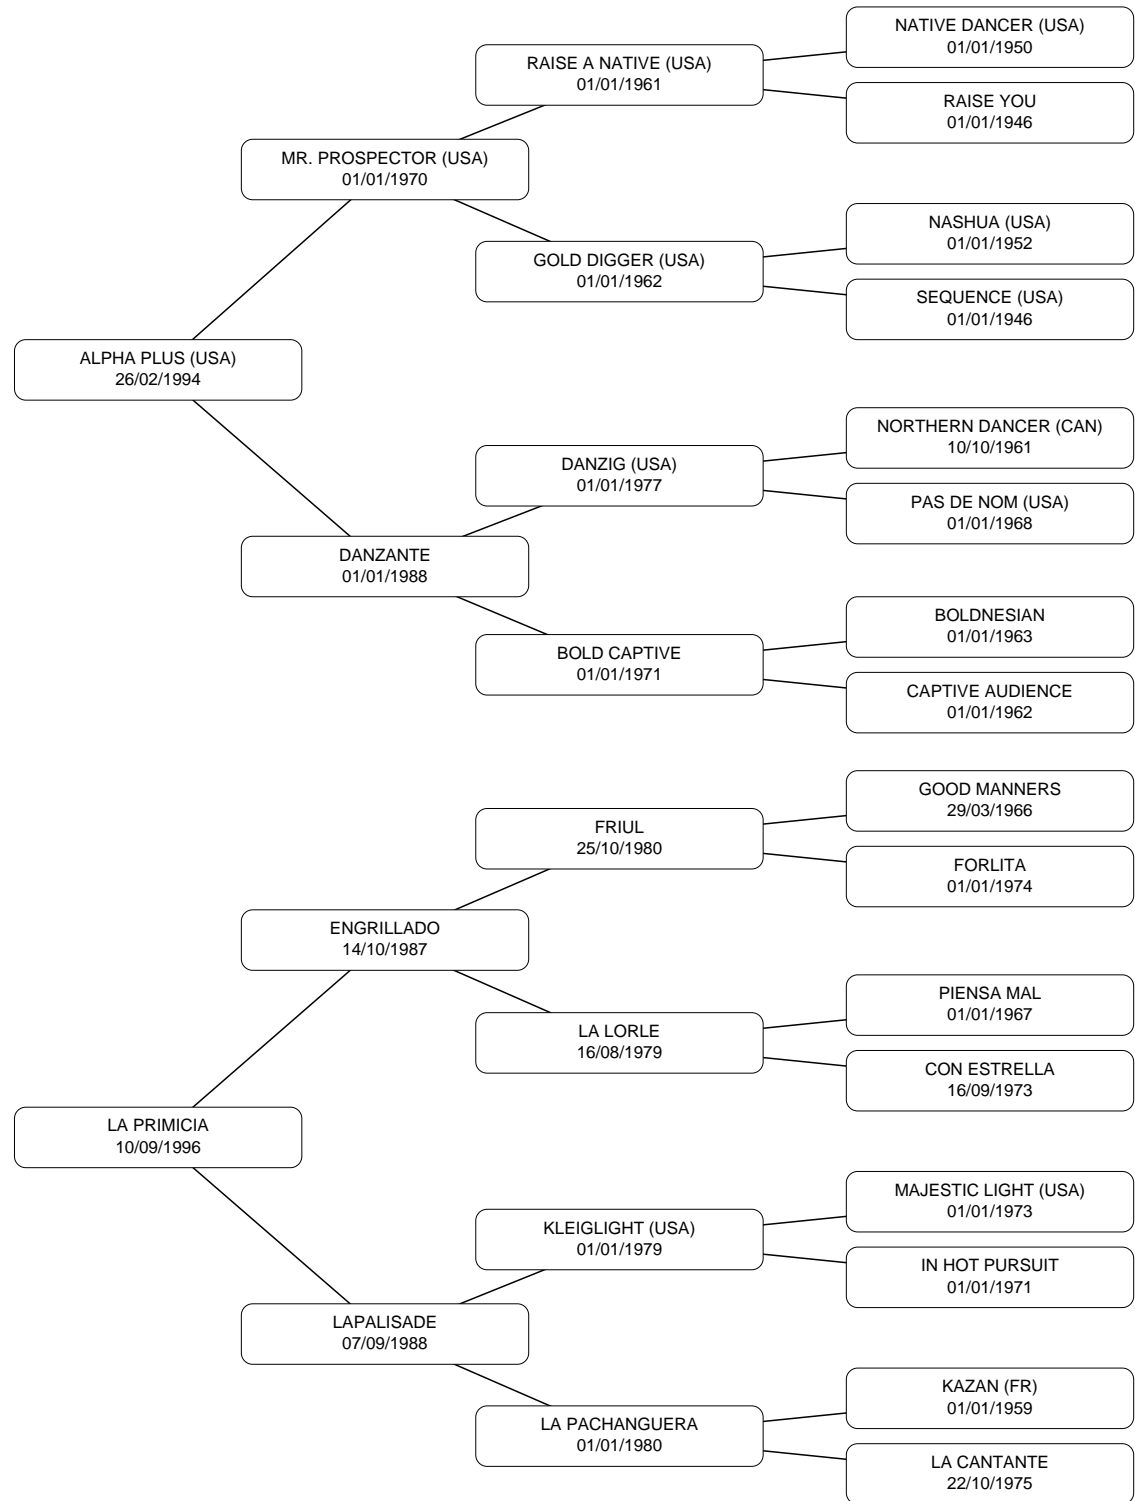 NATIVE DANCER (USA)
01/01/1950
RAISE A NATIVE (USA)
01/01/1961
RAISE YOU
01/01/1946
MR. PROSPECTOR (USA)
01/01/1970
NASHUA (USA)
01/01/1952
GOLD DIGGER (USA)
01/01/1962
SEQUENCE (USA)
01/01/1946
ALPHA PLUS (USA)
26/02/1994
NORTHERN DANCER (CAN)
10/10/1961
DANZIG (USA)
01/01/1977
PAS DE NOM (USA)
01/01/1968
DANZANTE
01/01/1988
BOLDNESIAN
01/01/1963
BOLD CAPTIVE
01/01/1971
CAPTIVE AUDIENCE
01/01/1962
GOOD MANNERS
29/03/1966
FRIUL
25/10/1980
FORLITA
01/01/1974
ENGRILLADO
14/10/1987
PIENSA MAL
01/01/1967
LA LORLE
16/08/1979
CON ESTRELLA
16/09/1973
LA PRIMICIA
10/09/1996
MAJESTIC LIGHT (USA)
01/01/1973
KLEIGLIGHT (USA)
01/01/1979
IN HOT PURSUIT
01/01/1971
LAPALISADE
07/09/1988
KAZAN (FR)
01/01/1959
LA PACHANGUERA
01/01/1980
LA CANTANTE
22/10/1975